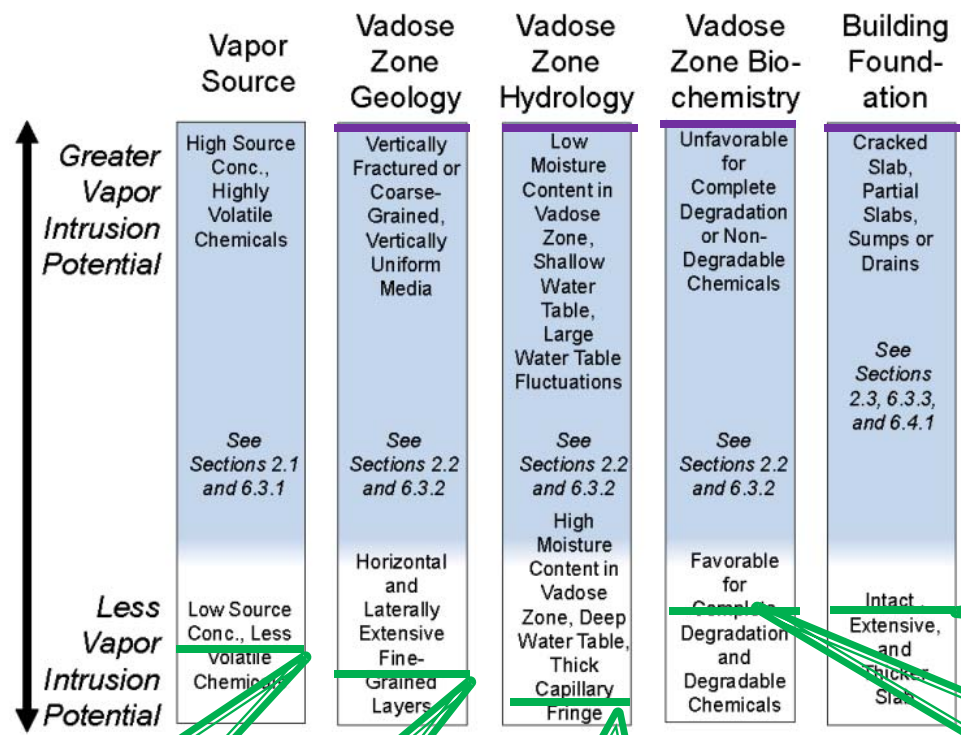 Vapor
Source
Vadose
Zone
Geology
Vadose
Zone
Hydrology
Vadose
Zone Bio-
chemistry
Building
Found-
ation
Greater
Vapor
Intrusion
Potential
Less
Vapor
Intrusion
Potential
High Source
Conc.,
Highly
Volatile
Chemicals
See
Sections 2.1
and 6.3.1
Low Source
Conc., Less
Volatile
Chemicals
Vertically
Fractured or
Coarse-
Grained,
Vertically
Uniform
Media
See
Sections 2.2
and 6.3.2
Horizontal
and
Laterally
Extensive
Fine-
Grained
Layers
Low
Moisture
Content in
Vadose
Zone,
Shallow
Water
Table,
Large
Water Table
Fluctuations
See
Sections 2.2
and 6.3.2
High
Moisture
Content in
Vadose
Zone, Deep
Water Table,
Thick
Capillary
Fringe
Unfavorable
for
Complete
Degradation
or Non-
Degradable
Chemicals
See
Sections 2.2
and 6.3.2
Favorable
for
Complete
Degradation
and
Degradable
Chemicals
Cracked
Slab,
Partial
Slabs,
Sumps or
Drains
See
Sections
2.3, 6.3.3,
and 6.4.1
Intact,
Extensive,
and
Thicker
Slab